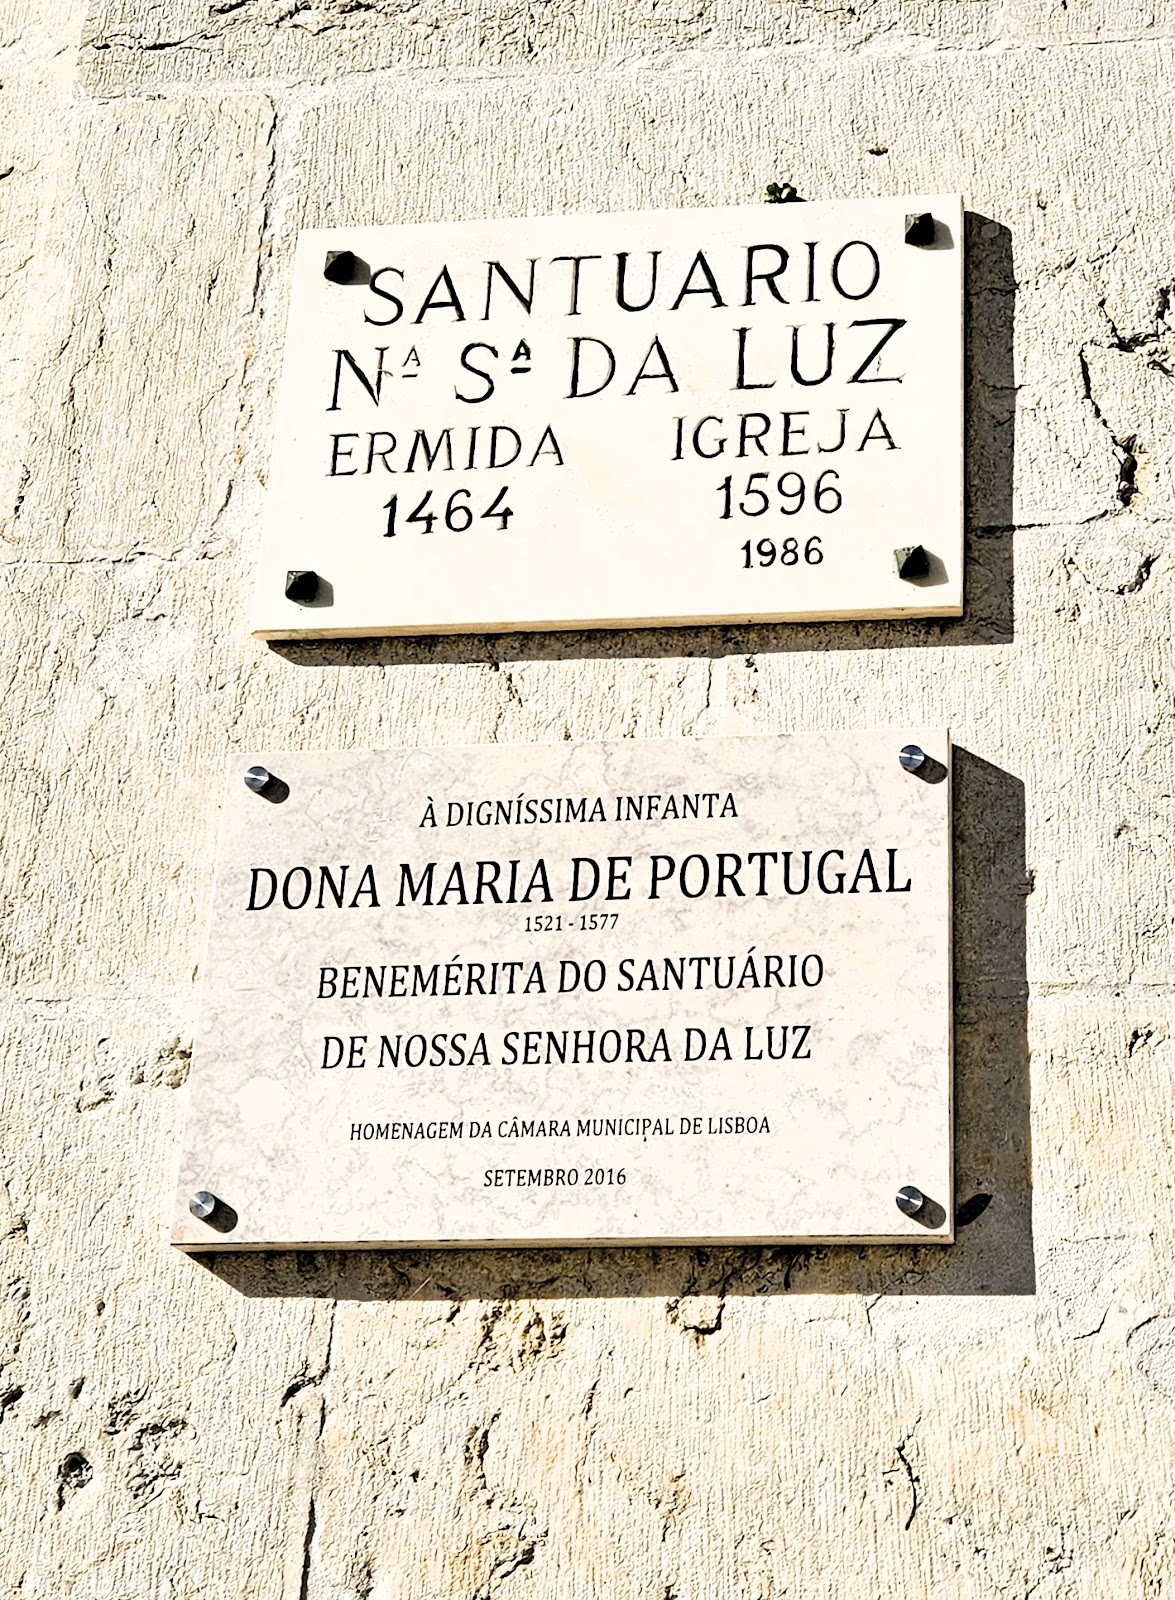 SANTUARIO
Nª Sª DA LUZ
ERMIDA IGREJA
1464 1596
1986
À DIGNÍSSIMA INFANTA
DONA MARIA DE PORTUGAL
1521 - 1577
BENEMÉRITA DO SANTUÁRIO
DE NOSSA SENHORA DA LUZ
HOMENAGEM DA CÂMARA MUNICIPAL DE LISBOA
SETEMBRO 2016